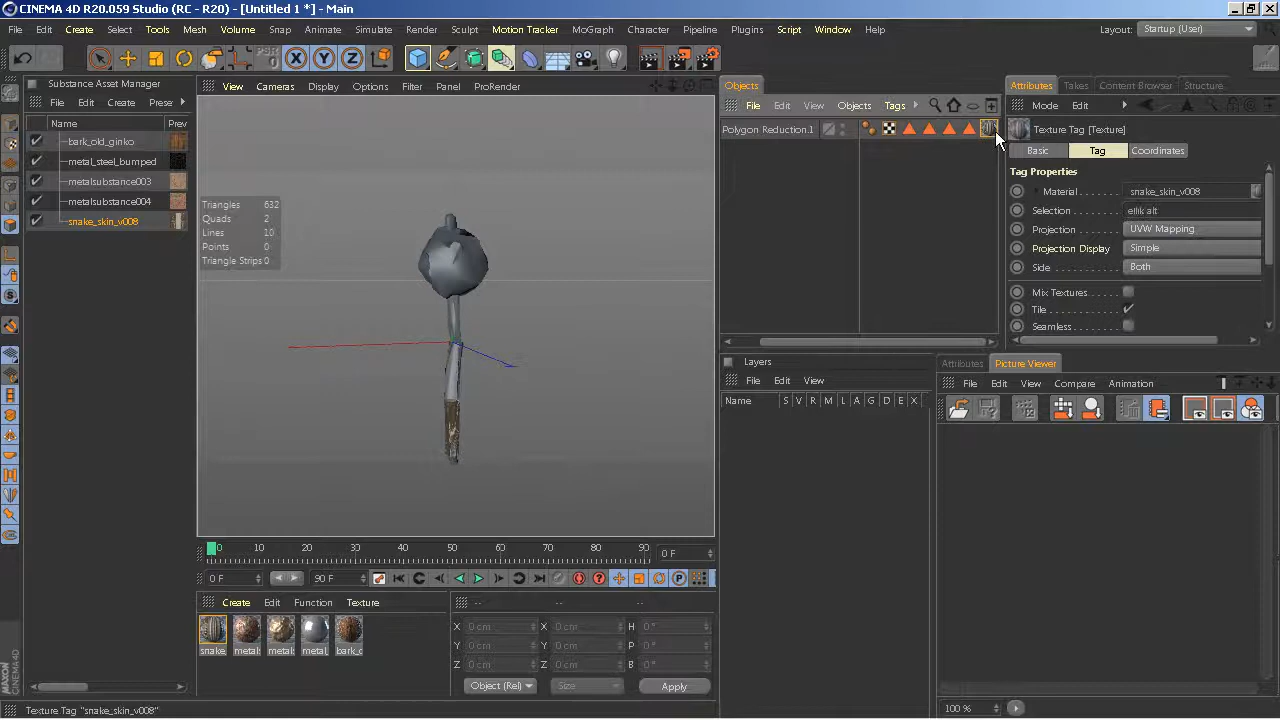 CINEMA 4D R20.059 Studio (RC - R20) - [Untitled 1 *] - Main
File Edit Create Select Tools Mesh Volume Snap Animate Simulate Render Sculpt Motion Tracker MoGraph Character Pipeline Plugins Script Window Help Layout: Startup (User)
PSR
X Y Z
Substance Asset Manager
File Edit Create Prese
Name Prev
bark_old_ginko
metal_steel_bumped
metalsubstance003
metalsubstance004
snake_skin_v008
View Cameras Display Options Filter Panel ProRender
Triangles 632
Quads 2
Lines 10
Points 0
Triangle Strips 0
0 10 20 30 40 50 60 70 80 90 0 F
0 F 90 F
P
Create Edit Function Texture
snake_ metal: metal: metal_ bark_c
-- --
X 0 cm X 0 cm H 0 °
Y 0 cm Y 0 cm P 0 °
Z 0 cm Z 0 cm B 0 °
Object (Rel) Size Apply
Objects
File Edit View Objects Tags
Polygon Reduction.1
Attributes Takes Content Browser Structure
Mode Edit
Texture Tag [Texture]
Basic Tag Coordinates
Tag Properties
Material . . . . . . . snake_skin_v008
Selection . . . . . . ellik alt
Projection . . . . . . UVW Mapping
Projection Display Simple
Side . . . . . . . . . . Both
Mix Textures . . . . .
Tile . . . . . . . . . . .
Seamless . . . . . . .
Layers
File Edit View
Name S V R M L A G D E X
Attributes Picture Viewer
File Edit View Compare Animation
100 %
MAXON
CINEMA 4D
Texture Tag "snake_skin_v008"